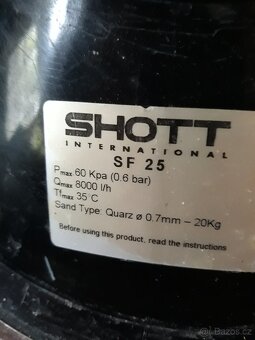 SHOTT
INTERNATIONAL
SF 25
Pmax 60 Kpa (0.6 bar)
Qmax 8000 l/h
Tfmax 35°C
Sand Type: Quarz ø 0.7mm – 20Kg
Before using this product, read the instructions
Bazos.cz